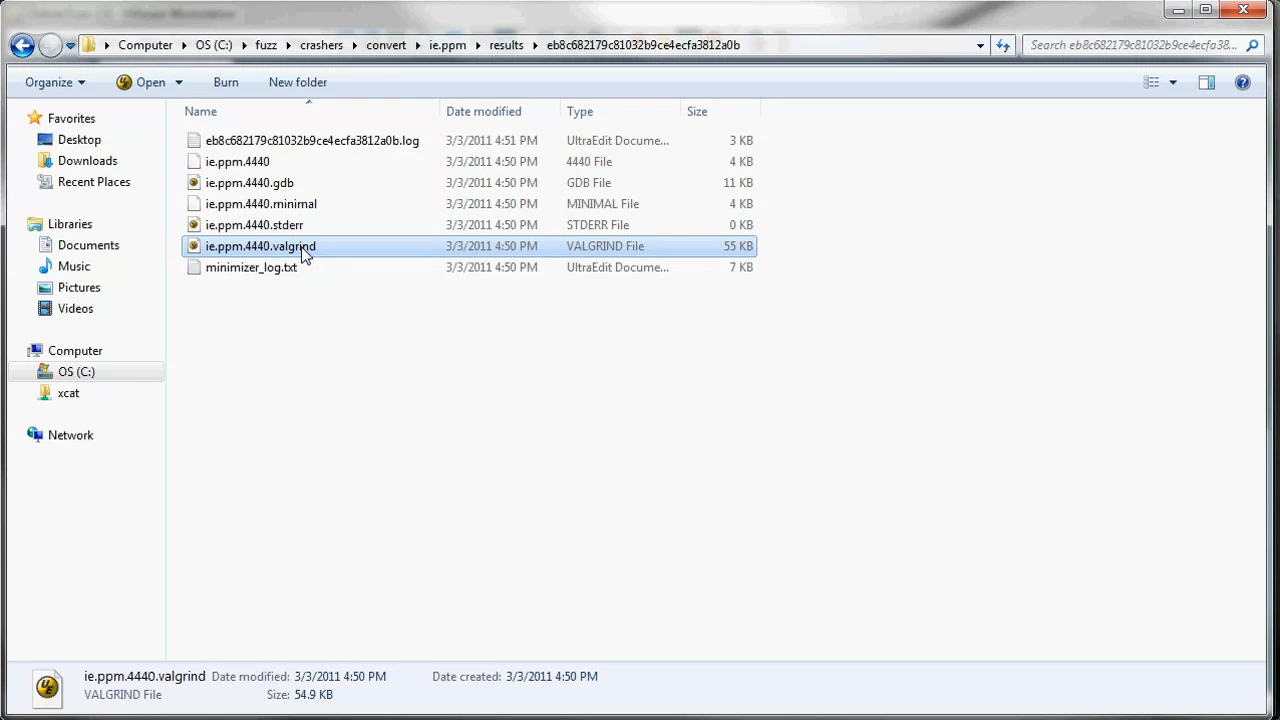 Computer OS (C:) fuzz crashers convert ie.ppm results eb8c682179c81032b9ce4ecfa3812a0b Search eb8c682179c81032b9ce4ecfa38...
Organize Open Burn New folder
Name Date modified Type Size
Favorites
Desktop
Downloads
Recent Places
Libraries
Documents
Music
Pictures
Videos
Computer
OS (C:)
xcat
Network
eb8c682179c81032b9ce4ecfa3812a0b.log 3/3/2011 4:51 PM UltraEdit Docume... 3 KB
ie.ppm.4440 3/3/2011 4:50 PM 4440 File 4 KB
ie.ppm.4440.gdb 3/3/2011 4:50 PM GDB File 11 KB
ie.ppm.4440.minimal 3/3/2011 4:50 PM MINIMAL File 4 KB
ie.ppm.4440.stderr 3/3/2011 4:50 PM STDERR File 0 KB
ie.ppm.4440.valgrind 3/3/2011 4:50 PM VALGRIND File 55 KB
minimizer_log.txt 3/3/2011 4:50 PM UltraEdit Docume... 7 KB
ie.ppm.4440.valgrind Date modified: 3/3/2011 4:50 PM Date created: 3/3/2011 4:50 PM
VALGRIND File Size: 54.9 KB
UE